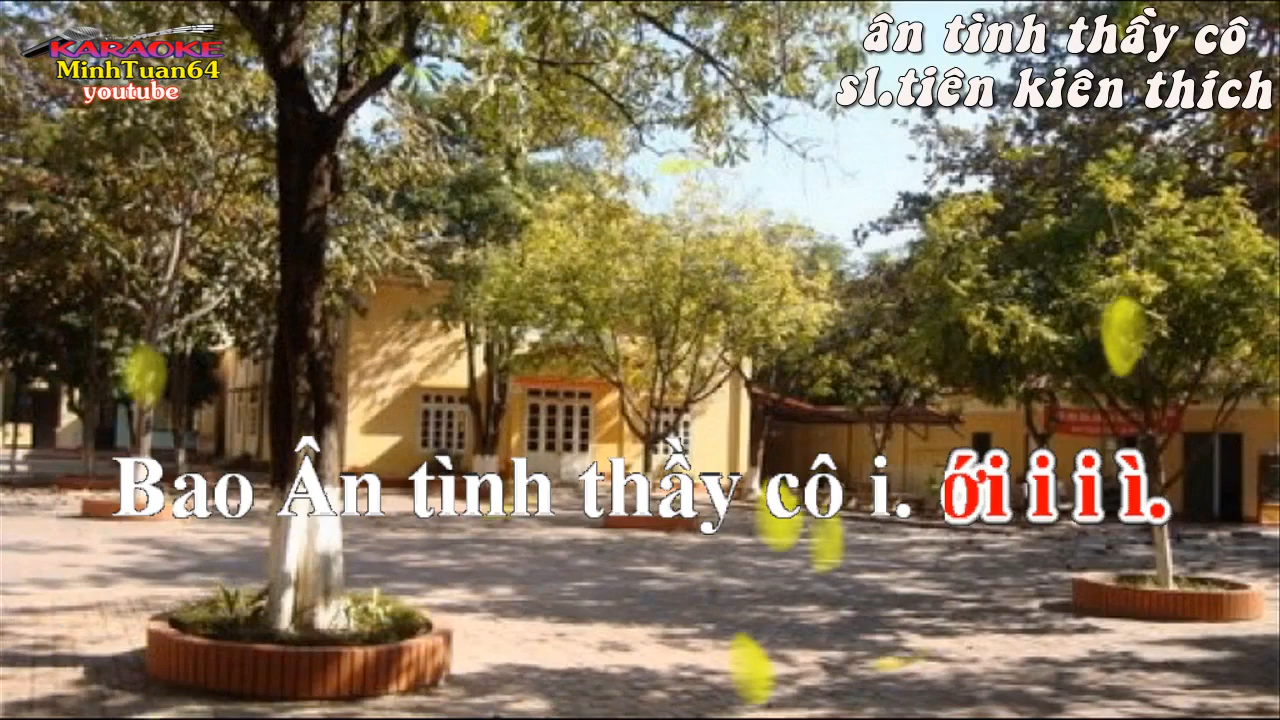 KARAOKE
MinhTuan64
youtube
ân tình thầy cô
sl.tiên kiên thích
Bao Ân tình thầy cô i. ới i i ì.